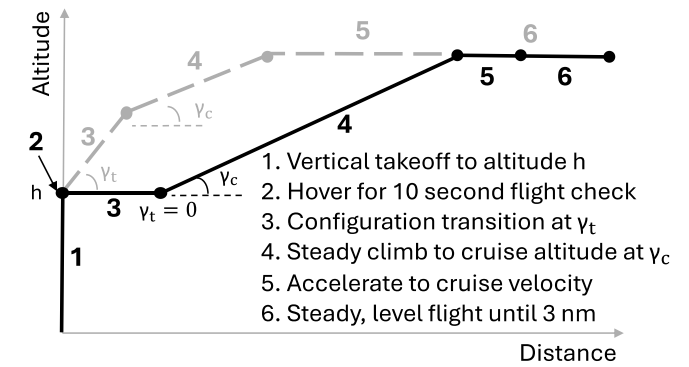 Altitude
5
6
4
γc
3
γt
2
h
3
γt = 0
γc
4
5
6
1
1. Vertical takeoff to altitude h
2. Hover for 10 second flight check
3. Configuration transition at γt
4. Steady climb to cruise altitude at γc
5. Accelerate to cruise velocity
6. Steady, level flight until 3 nm
Distance